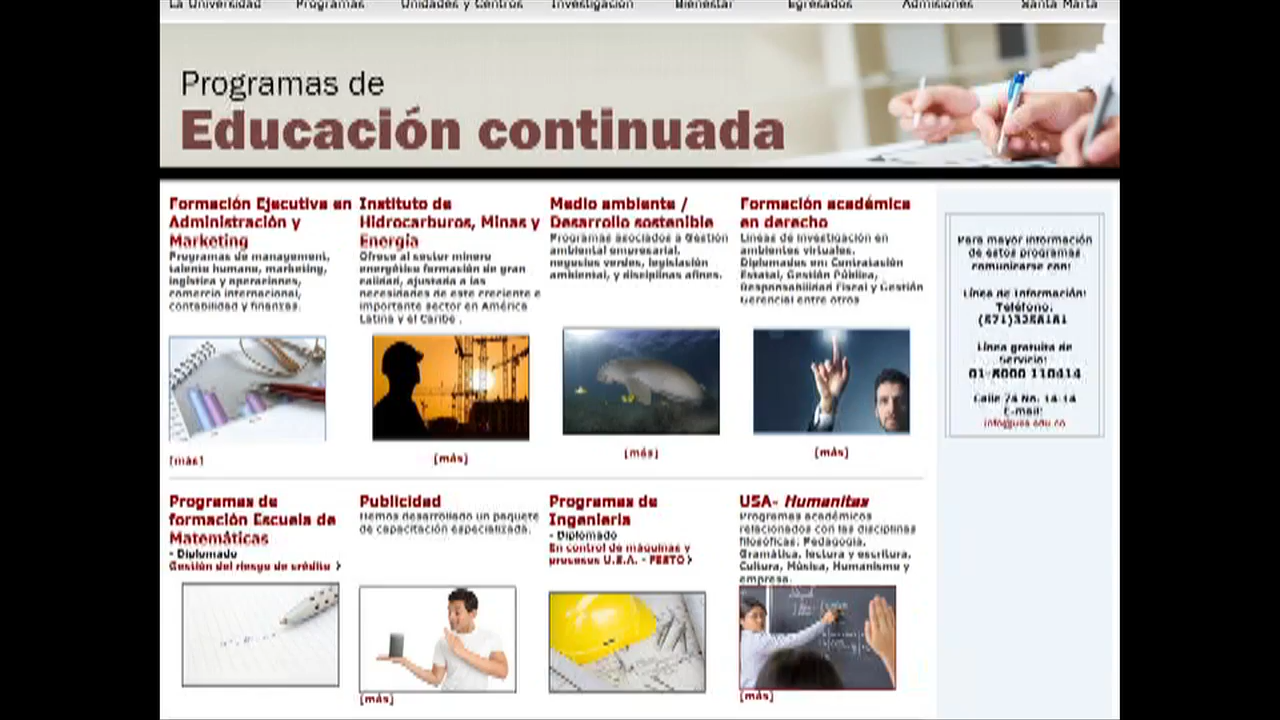 La Universidad Programas Unidades y Centros Investigación Bienestar Egresados Admisiones Santa Marta
Programas de
Educación continuada
Formación Ejecutiva en
Administración y
Marketing
Programas de management,
talento humano, marketing,
logística y operaciones,
comercio internacional,
contabilidad y finanzas.
[más]
Instituto de
Hidrocarburos, Minas y
Energía
Ofrece al sector minero
energético formación de gran
calidad, ajustada a las
necesidades de este creciente e
importante sector en América
Latina y el Caribe .
[más]
Medio ambiente /
Desarrollo sostenible
Programas asociados a Gestión
ambiental empresarial,
negocios verdes, legislación
ambiental, y disciplinas afines.
[más]
Formación académica
en derecho
Líneas de investigación en
ambientes virtuales.
Diplomados en: Contratación
Estatal, Gestión Pública,
Responsabilidad Fiscal y Gestión
Gerencial entre otros
[más]
Para mayor información
de estos programas
comunicarse con:
Línea de Información:
Teléfono:
(571)3256181
Línea gratuita de
Servicio:
01-8000 110414
Calle 74 No. 14-14
E-mail:
Programas de
formación Escuela de
Matemáticas
- Diplomado
Gestión del riesgo de crédito >
Publicidad
Hemos desarrollado un paquete
de capacitación especializada.
[más]
Programas de
Ingeniería
- Diplomado
En control de máquinas y
procesos U.S.A. - FESTO >
USA- Humanitas
Programas académicos
relacionados con las disciplinas
filosóficas: Pedagogía,
Gramática, lectura y escritura,
Cultura, Música, Humanismo y
empresa.
[más]